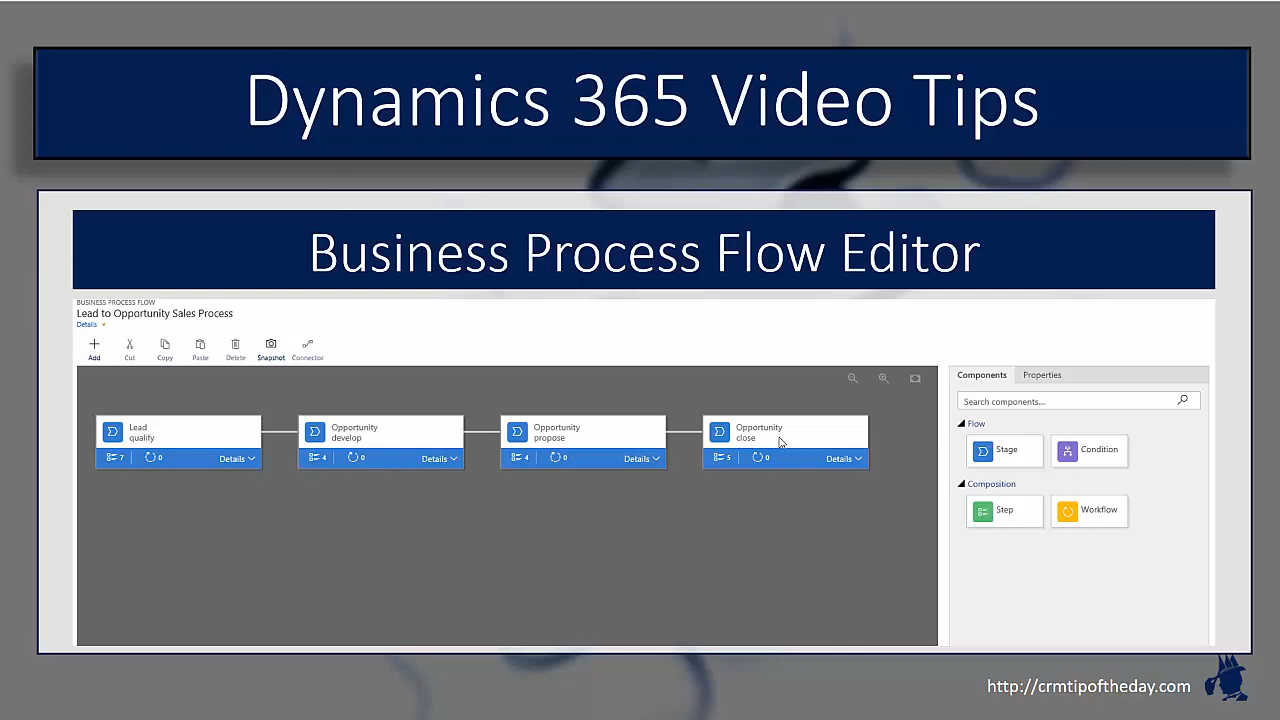 Dynamics 365 Video Tips
Business Process Flow Editor
BUSINESS PROCESS FLOW
Lead to Opportunity Sales Process
Details
Add Cut Copy Paste Delete Snapshot Connector
Components Properties
Search components...
Flow
Stage Condition
Composition
Step Workflow
Lead
qualify
7 0 Details
Opportunity
develop
4 0 Details
Opportunity
propose
4 0 Details
Opportunity
close
5 0 Details
http://crmtipoftheday.com